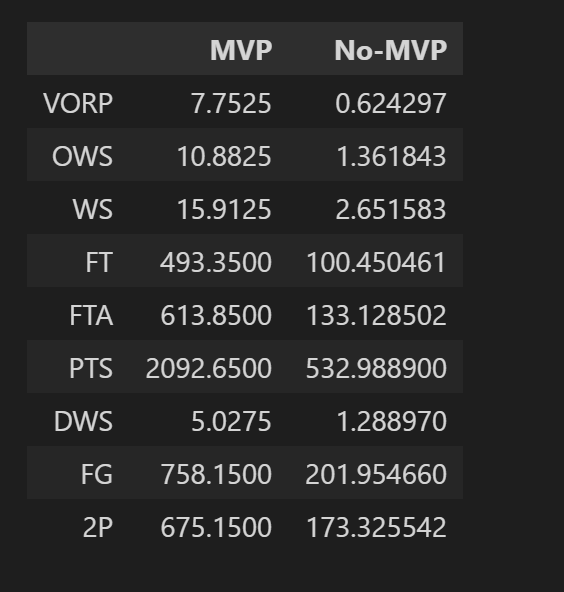 MVP No-MVP
VORP 7.7525 0.624297
OWS 10.8825 1.361843
WS 15.9125 2.651583
FT 493.3500 100.450461
FTA 613.8500 133.128502
PTS 2092.6500 532.988900
DWS 5.0275 1.288970
FG 758.1500 201.954660
2P 675.1500 173.325542